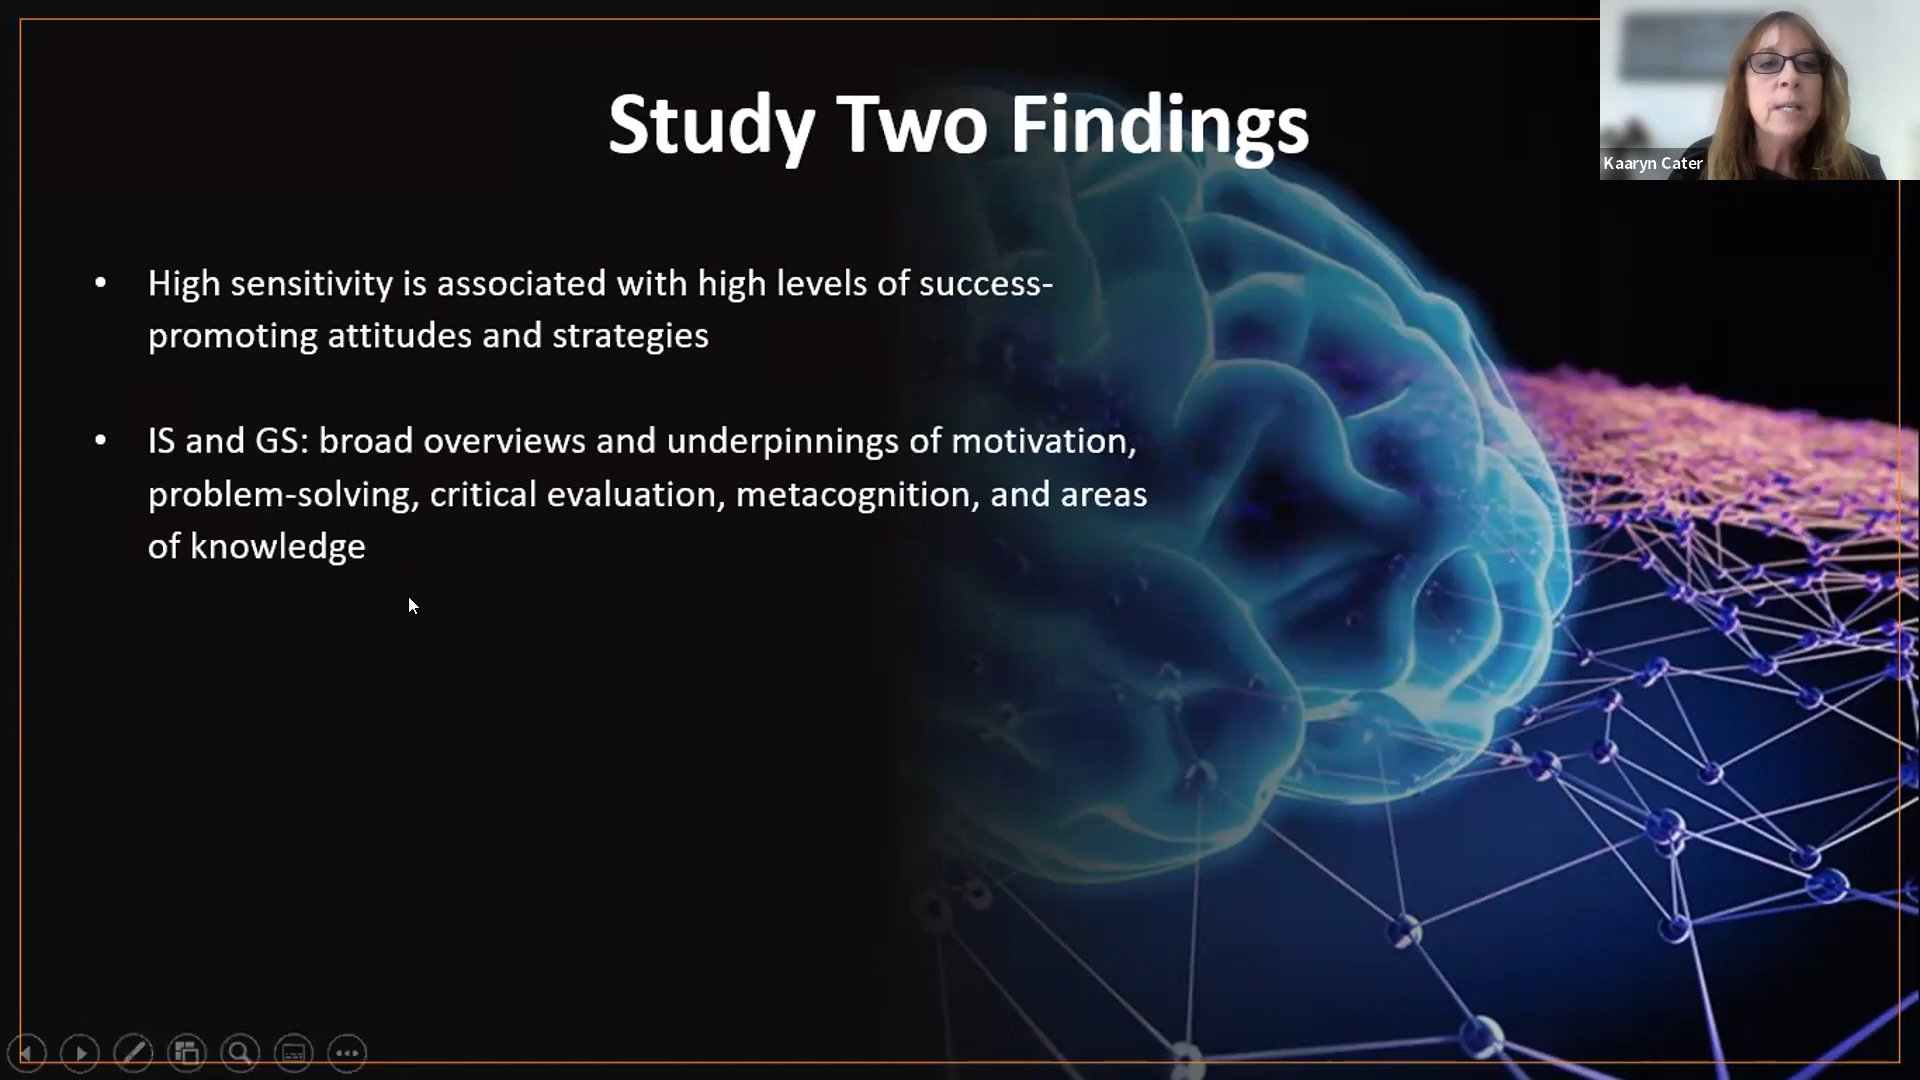 Study Two Findings
Kaaryn Cater
• High sensitivity is associated with high levels of success-
promoting attitudes and strategies
• IS and GS: broad overviews and underpinnings of motivation,
problem-solving, critical evaluation, metacognition, and areas
of knowledge